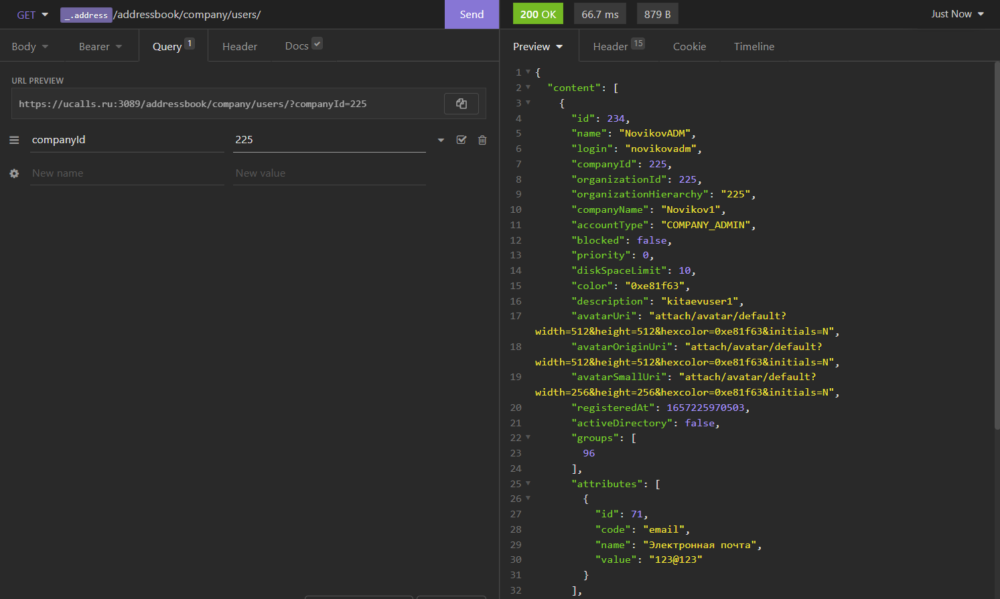 GET _.address /addressbook/company/users/ Send
Body Bearer Query 1 Header Docs
URL PREVIEW
https://ucalls.ru:3089/addressbook/company/users/?companyId=225
companyId 225
New name New value
200 OK 66.7 ms 879 B Just Now
Preview Header 15 Cookie Timeline
1 {
2 "content": [
3 {
4 "id": 234,
5 "name": "NovikovADM",
6 "login": "novikovadm",
7 "companyId": 225,
8 "organizationId": 225,
9 "organizationHierarchy": "225",
10 "companyName": "Novikov1",
11 "accountType": "COMPANY_ADMIN",
12 "blocked": false,
13 "priority": 0,
14 "diskSpaceLimit": 10,
15 "color": "0xe81f63",
16 "description": "kitaevuser1",
17 "avatarUri": "attach/avatar/default?
width=512&height=512&hexcolor=0xe81f63&initials=N",
18 "avatarOriginUri": "attach/avatar/default?
width=512&height=512&hexcolor=0xe81f63&initials=N",
19 "avatarSmallUri": "attach/avatar/default?
width=256&height=256&hexcolor=0xe81f63&initials=N",
20 "registeredAt": 1657225970503,
21 "activeDirectory": false,
22 "groups": [
23 96
24 ],
25 "attributes": [
26 {
27 "id": 71,
28 "code": "email",
29 "name": "Электронная почта",
30 "value": "123@123"
31 }
32 ],